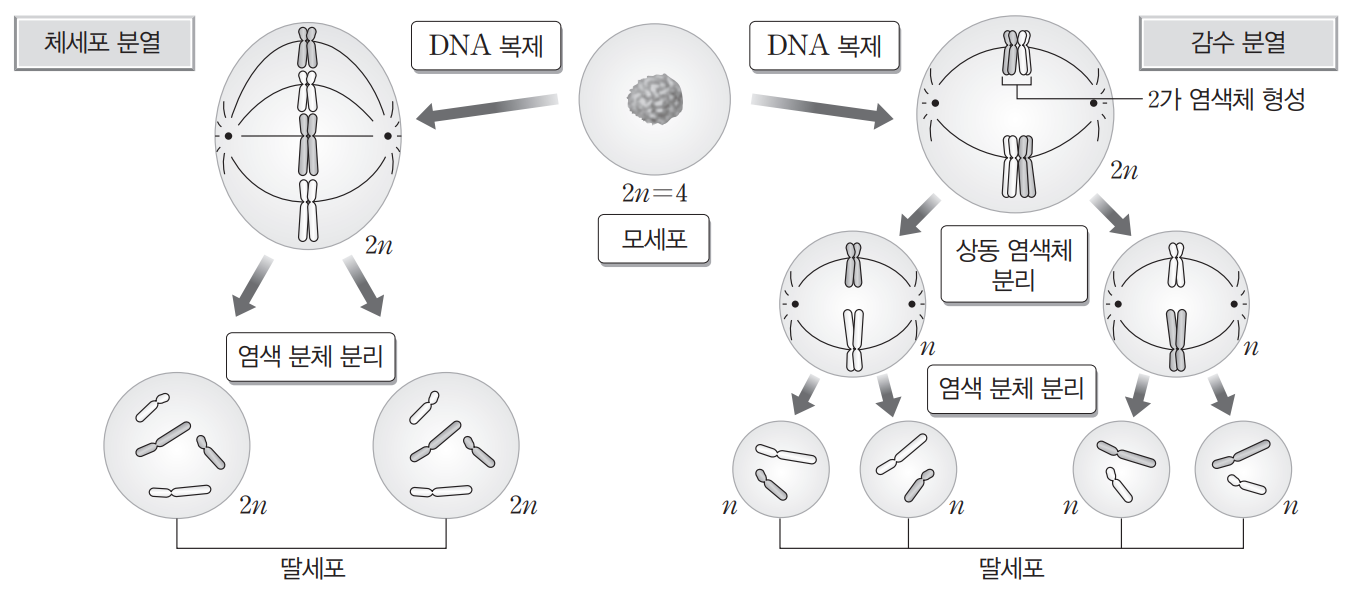 체세포 분열
DNA 복제
DNA 복제
감수 분열
2가 염색체 형성
2n=4
모세포
2n
2n
상동 염색체
분리
염색 분체 분리
n
n
염색 분체 분리
2n
2n
n
n
n
n
딸세포
딸세포